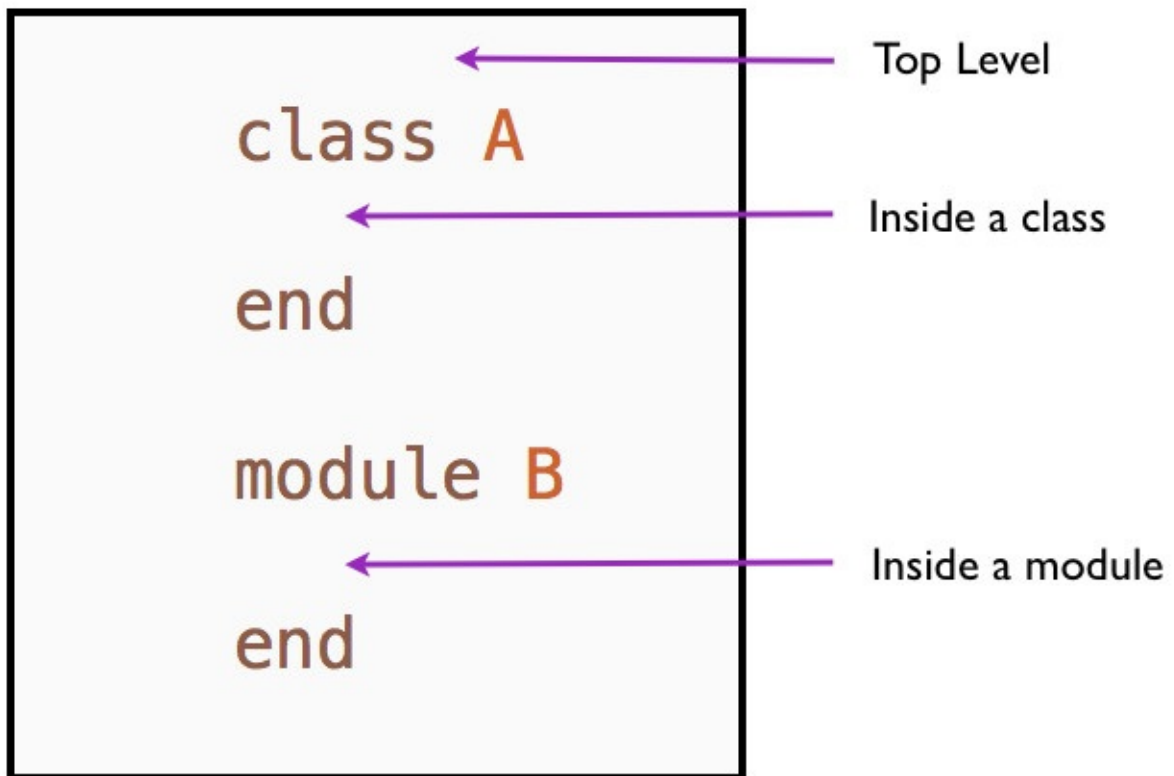 Top Level
class A
Inside a class
end
module B
Inside a module
end